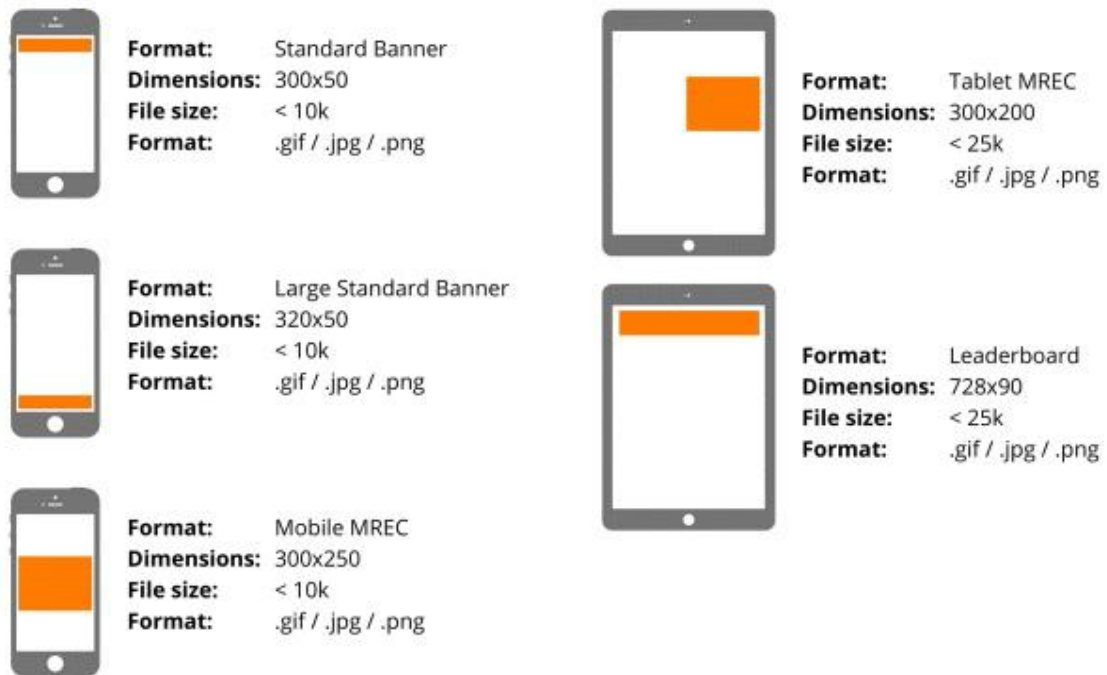 Format: Standard Banner
Dimensions: 300x50
File size: < 10k
Format: .gif / .jpg / .png
Format: Large Standard Banner
Dimensions: 320x50
File size: < 10k
Format: .gif / .jpg / .png
Format: Mobile MREC
Dimensions: 300x250
File size: < 10k
Format: .gif / .jpg / .png
Format: Tablet MREC
Dimensions: 300x200
File size: < 25k
Format: .gif / .jpg / .png
Format: Leaderboard
Dimensions: 728x90
File size: < 25k
Format: .gif / .jpg / .png